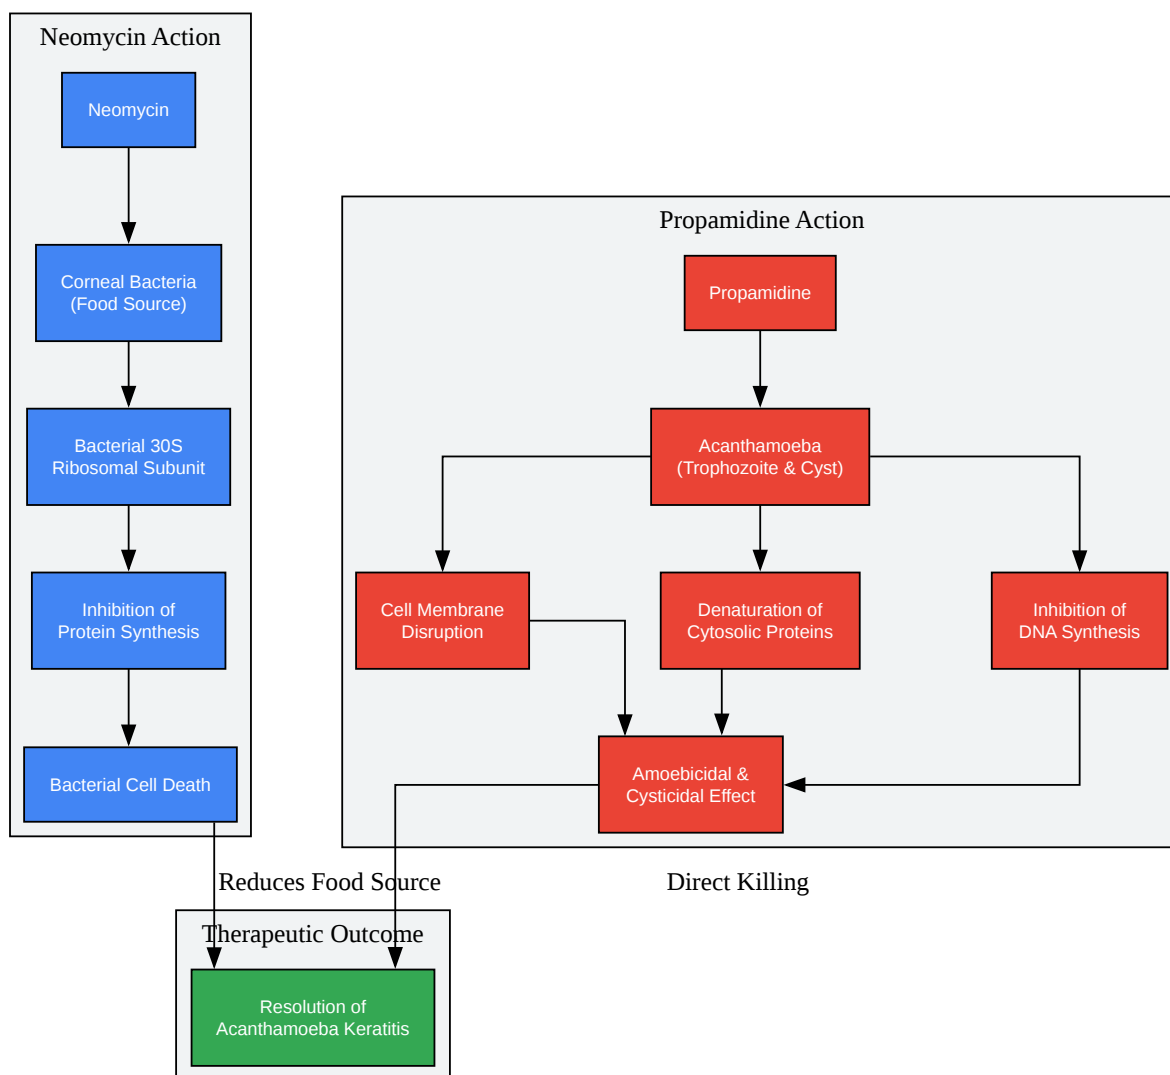 Neomycin Action
Neomycin
Corneal Bacteria
(Food Source)
Bacterial 30S
Ribosomal Subunit
Inhibition of
Protein Synthesis
Bacterial Cell Death
Propamidine Action
Propamidine
Acanthamoeba
(Trophozoite & Cyst)
Cell Membrane
Disruption
Denaturation of
Cytosolic Proteins
Inhibition of
DNA Synthesis
Amoebicidal &
Cysticidal Effect
Reduces Food Source
Direct Killing
Therapeutic Outcome
Resolution of
Acanthamoeba Keratitis